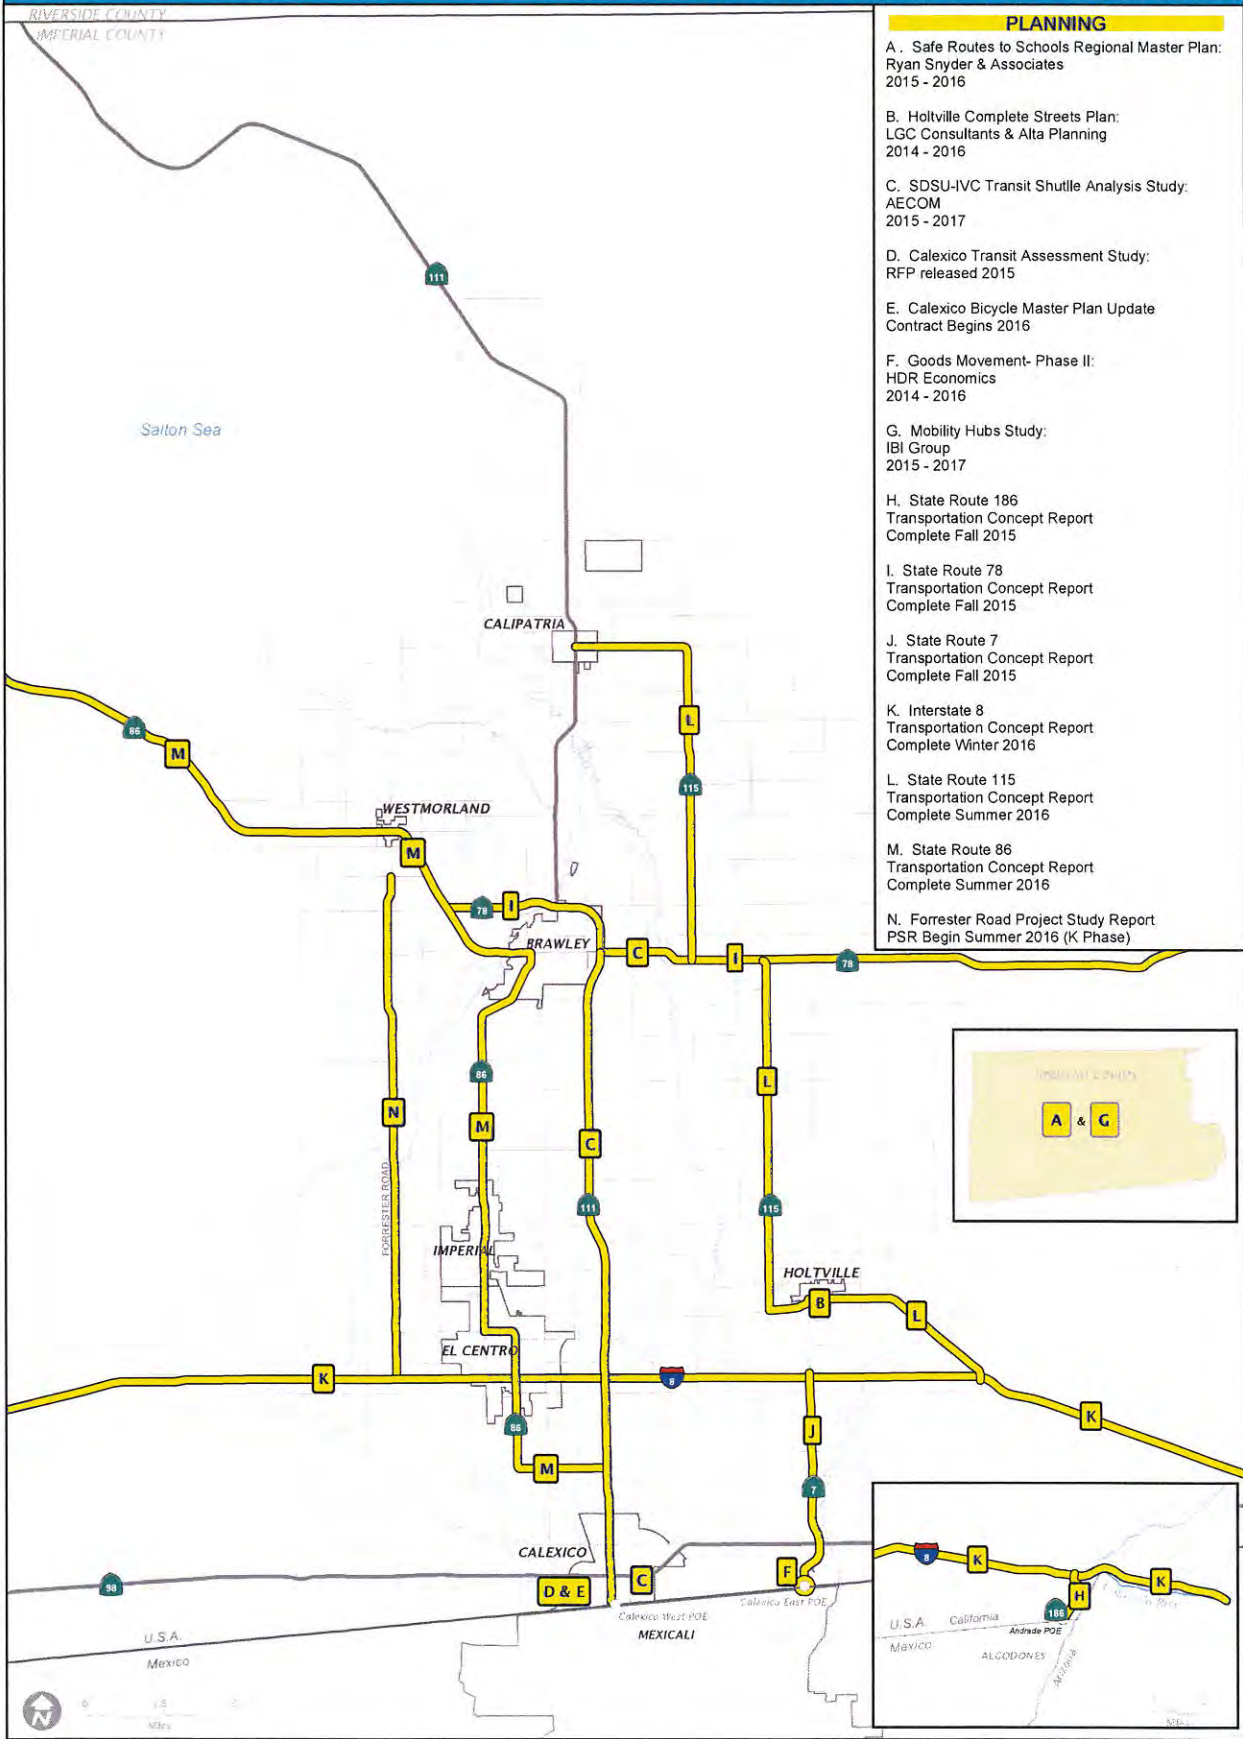 RIVERSIDE COUNTY
IMPERIAL COUNTY
PLANNING
A. Safe Routes to Schools Regional Master Plan:
Ryan Snyder & Associates
2015 - 2016
B. Holtville Complete Streets Plan:
LGC Consultants & Alta Planning
2014 - 2016
C. SDSU-IVC Transit Shutlle Analysis Study:
AECOM
2015 - 2017
D. Calexico Transit Assessment Study:
RFP released 2015
E. Calexico Bicycle Master Plan Update
Contract Begins 2016
F. Goods Movement- Phase II:
HDR Economics
2014 - 2016
G. Mobility Hubs Study:
IBI Group
2015 - 2017
H. State Route 186
Transportation Concept Report
Complete Fall 2015
I. State Route 78
Transportation Concept Report
Complete Fall 2015
J. State Route 7
Transportation Concept Report
Complete Fall 2015
K. Interstate 8
Transportation Concept Report
Complete Winter 2016
L. State Route 115
Transportation Concept Report
Complete Summer 2016
M. State Route 86
Transportation Concept Report
Complete Summer 2016
N. Forrester Road Project Study Report
PSR Begin Summer 2016 (K Phase)
111
Salton Sea
CALIPATRIA
L
86
M
115
WESTMORLAND
M
78
I
BRAWLEY
C
I
78
86
L
N
M
C
IMPERIAL COUNTY
A & G
FORRESTER ROAD
111
115
IMPERIAL
HOLTVILLE
B
L
EL CENTRO
K
8
K
86
J
M
7
CALEXICO
98
D & E
C
F
Calexico West POE
Calexico East POE
MEXICALI
U.S.A.
Mexico
N
0
Miles
8
K
K
H
186
U.S.A. California
Mexico
Andrade POE
ALGODONES
Arizona
Miles